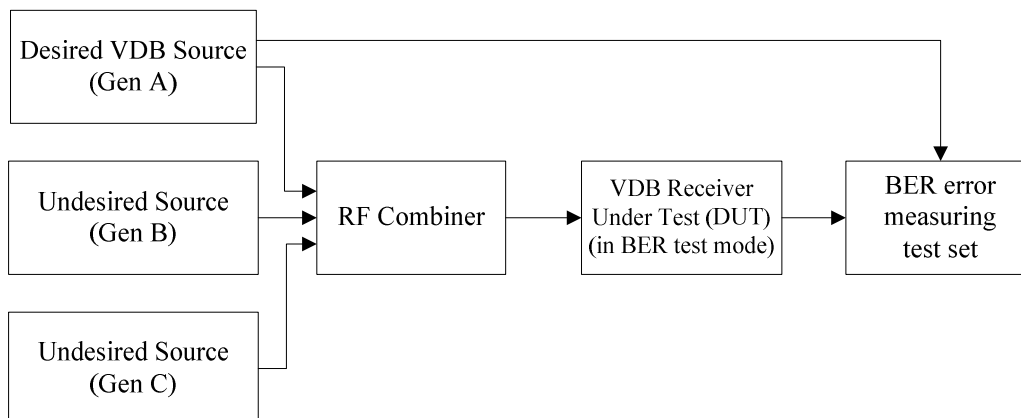 Desired VDB Source
(Gen A)
Undesired Source
(Gen B)
RF Combiner
VDB Receiver
Under Test (DUT)
(in BER test mode)
BER error
measuring
test set
Undesired Source
(Gen C)